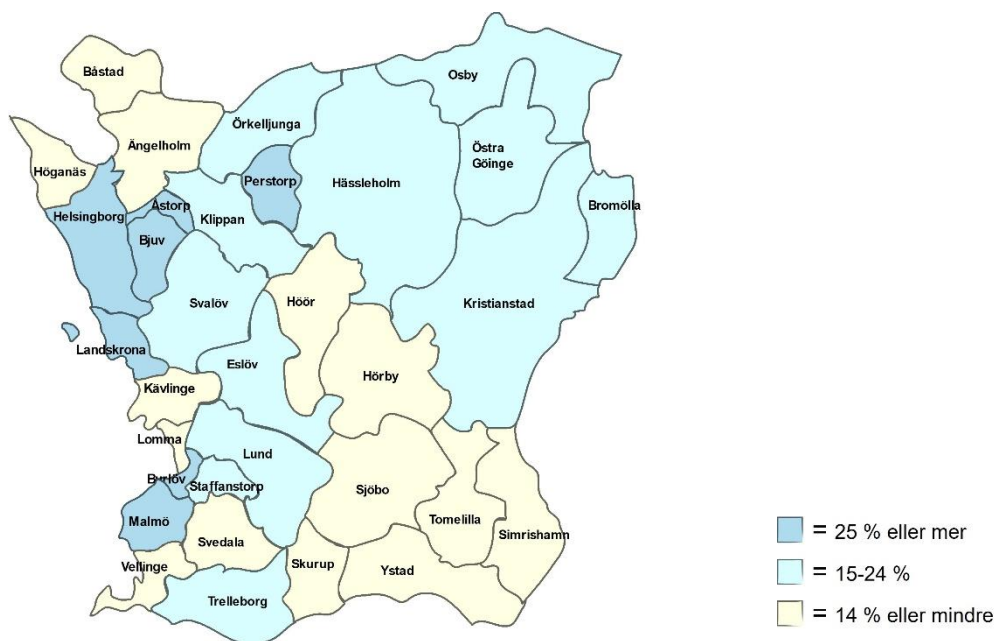 Båstad
Osby
Örkelljunga
Ängelholm
Östra
Göinge
Höganäs
Perstorp
Hässleholm
Åstorp
Bromölla
Helsingborg
Klippan
Bjuv
Svalöv
Höör
Kristianstad
Landskrona
Eslöv
Hörby
Kävlinge
Lomma
Lund
Burlöv
Staffanstorp
Sjöbo
Malmö
Tomelilla
Simrishamn
Svedala
Vellinge
Skurup
Ystad
Trelleborg
= 25 % eller mer
= 15-24 %
= 14 % eller mindre